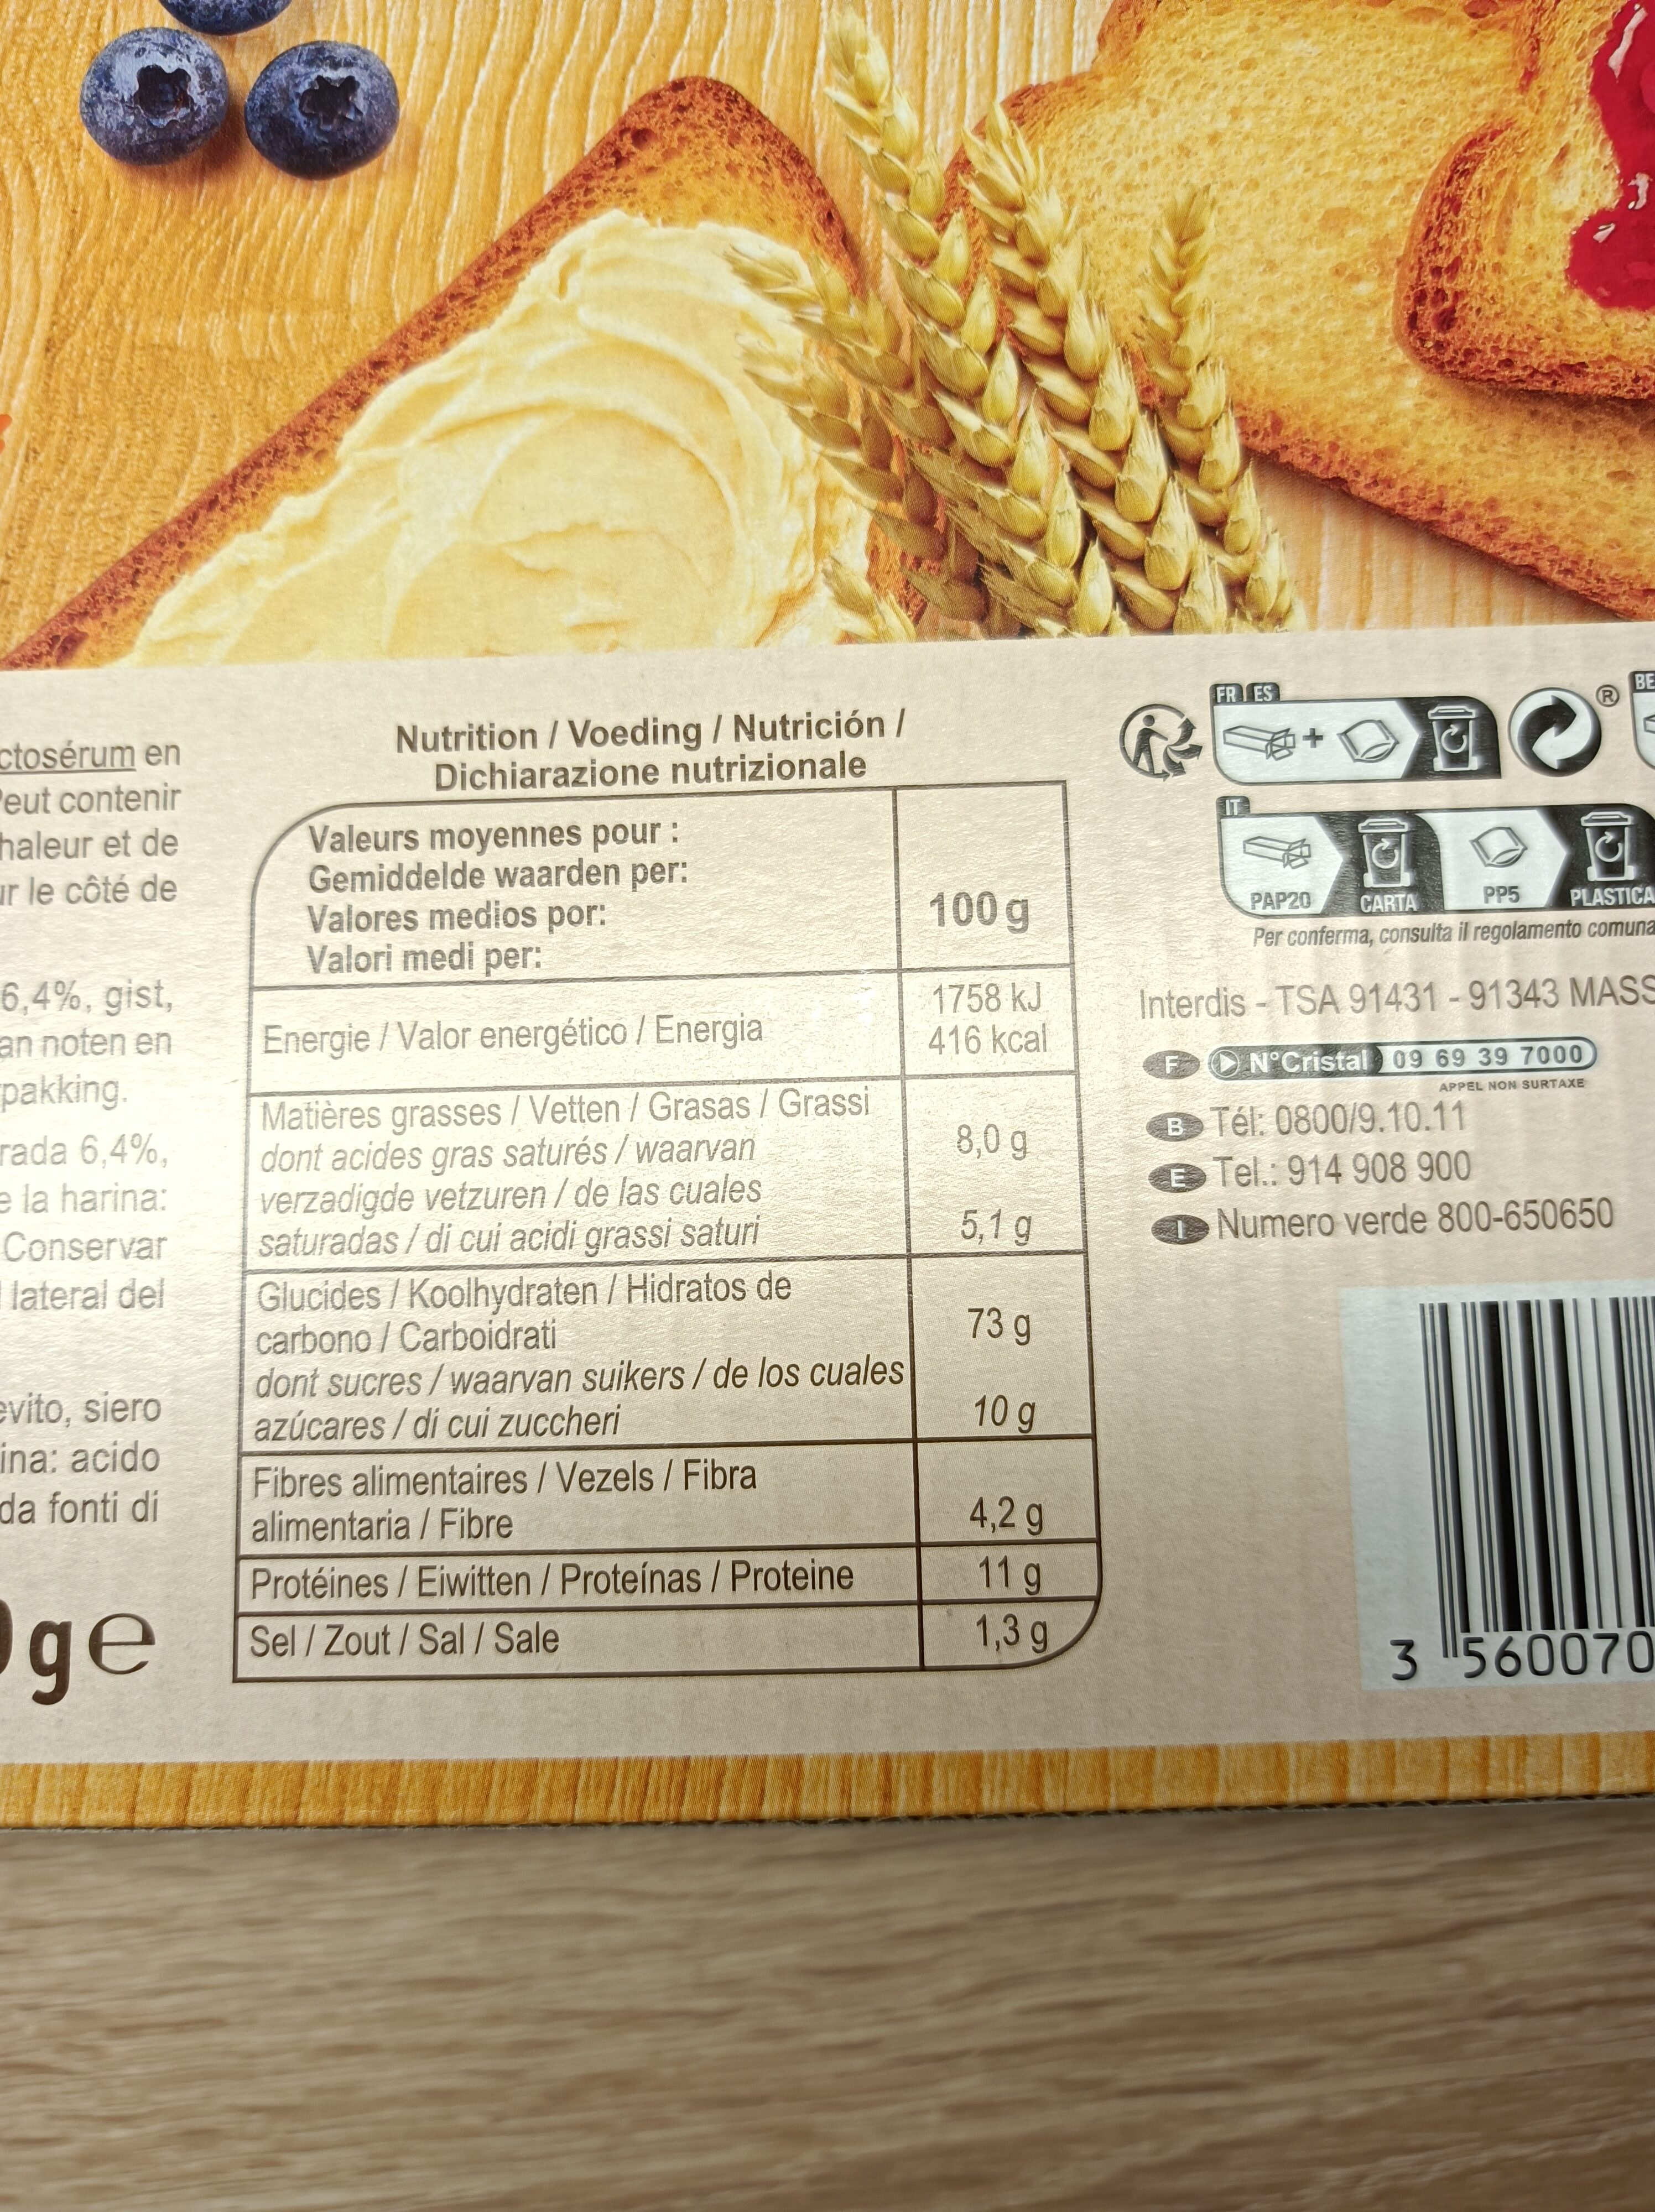 ctosérum en
eut contenir
haleur et de
ur le côté de
6,4%, gist,
an noten en
pakking.
rada 6,4%,
e la harina:
Conservar
lateral del
evito, siero
ina: acido
da fonti di
g e
Nutrition / Voeding / Nutrición /
Dichiarazione nutrizionale
Valeurs moyennes pour :
Gemiddelde waarden per:
Valores medios por:
Valori medi per:
100 g
Energie / Valor energético / Energia
1758 kJ
416 kcal
Matières grasses / Vetten / Grasas / Grassi
8,0 g
dont acides gras saturés / waarvan
verzadigde vetzuren / de las cuales
saturadas / di cui acidi grassi saturi
5,1 g
Glucides / Koolhydraten / Hidratos de
carbono / Carboidrati
73 g
dont sucres / waarvan suikers / de los cuales
azúcares / di cui zuccheri
10 g
Fibres alimentaires / Vezels / Fibra
alimentaria / Fibre
4,2 g
Protéines / Eiwitten / Proteínas / Proteine
11 g
Sel / Zout / Sal / Sale
1,3 g
FR ES
+
®
BE
IT
PAP20 CARTA PP5 PLASTICA
Per conferma, consulta il regolamento comuna
Interdis - TSA 91431 - 91343 MASS
F N°Cristal 09 69 39 7000
APPEL NON SURTAXE
B Tél: 0800/9.10.11
E Tel.: 914 908 900
I Numero verde 800-650650
3 560070